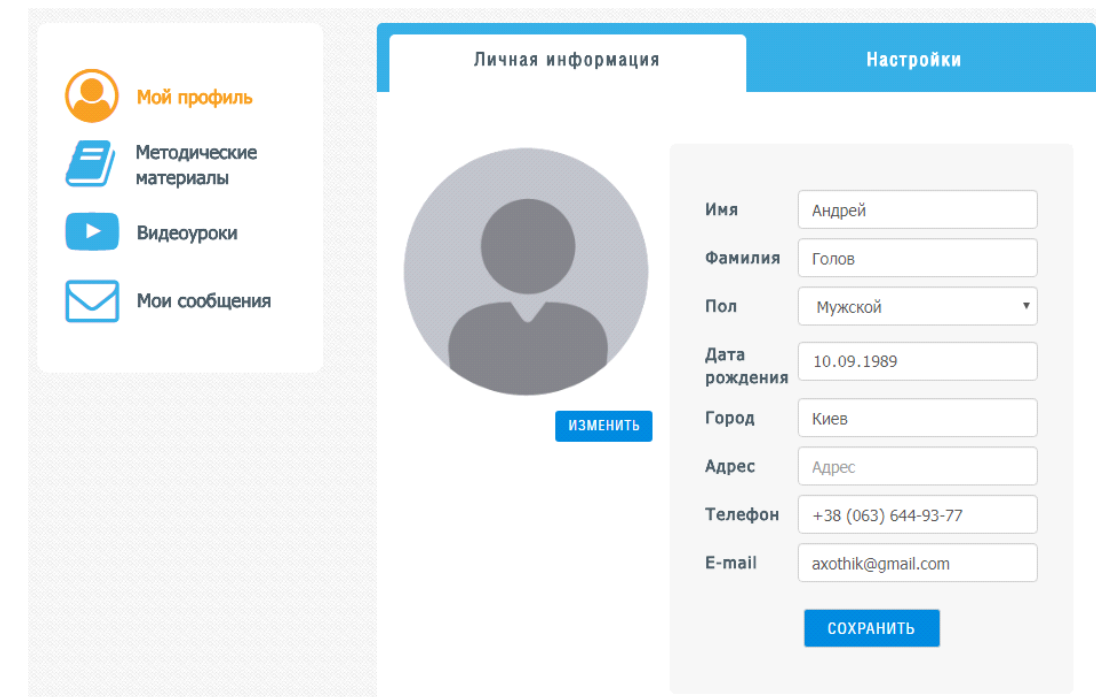 Мой профиль
Методические
материалы
Видеоуроки
Мои сообщения
Личная информация
Настройки
ИЗМЕНИТЬ
Имя
Андрей
Фамилия
Голов
Пол
Мужской
Дата
рождения
10.09.1989
Город
Киев
Адрес
Адрес
Телефон
+38 (063) 644-93-77
E-mail
axothik@gmail.com
СОХРАНИТЬ